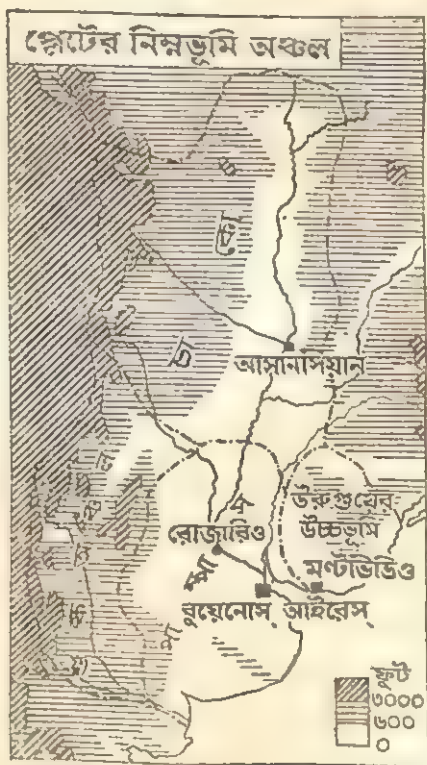 প্লেটের নিম্নভূমি অঞ্চল
আসানসিয়ান
উরুগুয়ের
উচ্চভূমি
রোজারিও
মণ্টভিডিও
বুয়েনোস্ আইরেস্
ফুট
৩০০০
৬০০
০